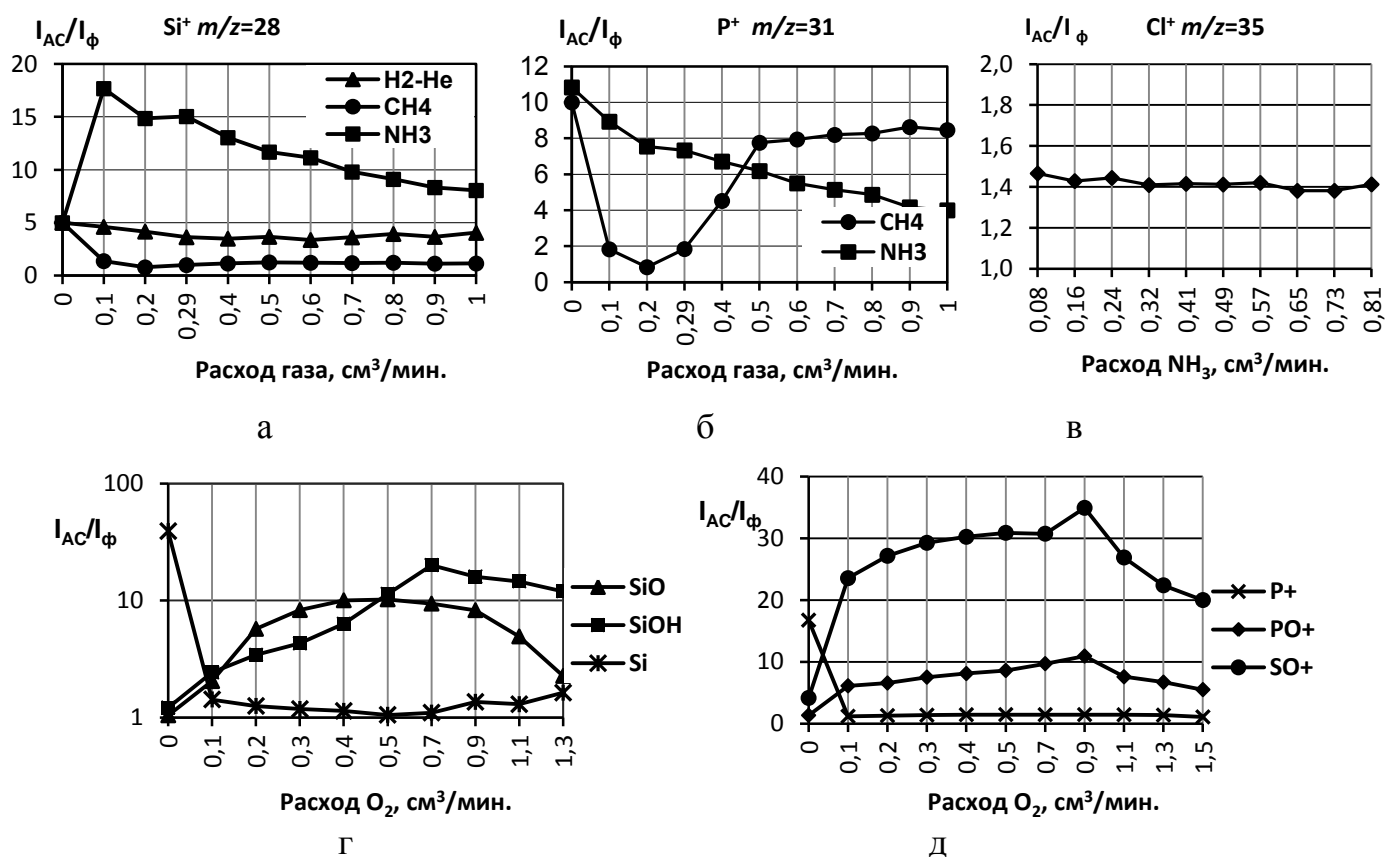 I_AC/I_ф Si⁺ m/z=28
20
15
10
5
0
H2-He
CH4
NH3
0 0,1 0,2 0,29 0,4 0,5 0,6 0,7 0,8 0,9 1
Расход газа, см³/мин.
а
I_AC/I_ф P⁺ m/z=31
12
10
8
6
4
2
0
CH4
NH3
0 0,1 0,2 0,29 0,4 0,5 0,6 0,7 0,8 0,9 1
Расход газа, см³/мин.
б
I_AC/I_ф Cl⁺ m/z=35
2,0
1,8
1,6
1,4
1,2
1,0
0,08 0,16 0,24 0,32 0,41 0,49 0,57 0,65 0,73 0,81
Расход NH₃, см³/мин.
в
I_AC/I_ф
100
10
1
SiO
SiOH
Si
0 0,1 0,2 0,3 0,4 0,5 0,7 0,9 1,1 1,3
Расход O₂, см³/мин.
г
I_AC/I_ф
40
30
20
10
0
P+
PO+
SO+
0 0,1 0,2 0,3 0,4 0,5 0,7 0,9 1,1 1,3 1,5
Расход O₂, см³/мин.
д